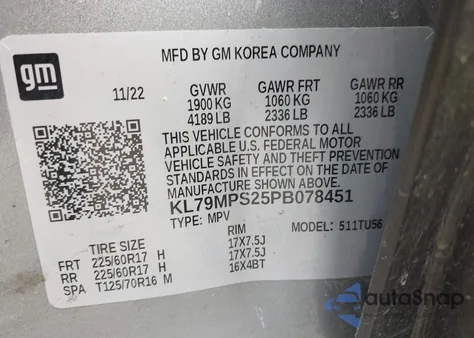 gm
MFD BY GM KOREA COMPANY
11/22 GVWR GAWR FRT GAWR RR
1900 KG 1060 KG 1060 KG
4189 LB 2336 LB 2336 LB
THIS VEHICLE CONFORMS TO ALL
APPLICABLE U.S. FEDERAL MOTOR
VEHICLE SAFETY AND THEFT PREVENTION
STANDARDS IN EFFECT ON THE DATE OF
MANUFACTURE SHOWN ABOVE.
KL79MPS25PB078451
TYPE: MPV MODEL: 511TU56
TIRE SIZE RIM
FRT 225/60R17 H 17X7.5J
RR 225/60R17 H 17X7.5J
SPA T125/70R16 M 16X4BT
autoSnap